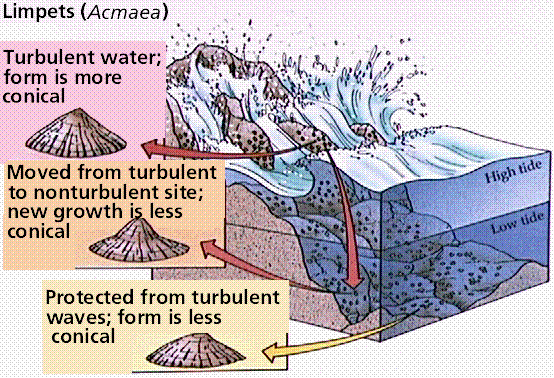 Limpets (Acmaea)
Turbulent water;
form is more
conical
Moved from turbulent
to nonturbulent site;
new growth is less
conical
High tide
Low tide
Protected from turbulent
waves; form is less
conical